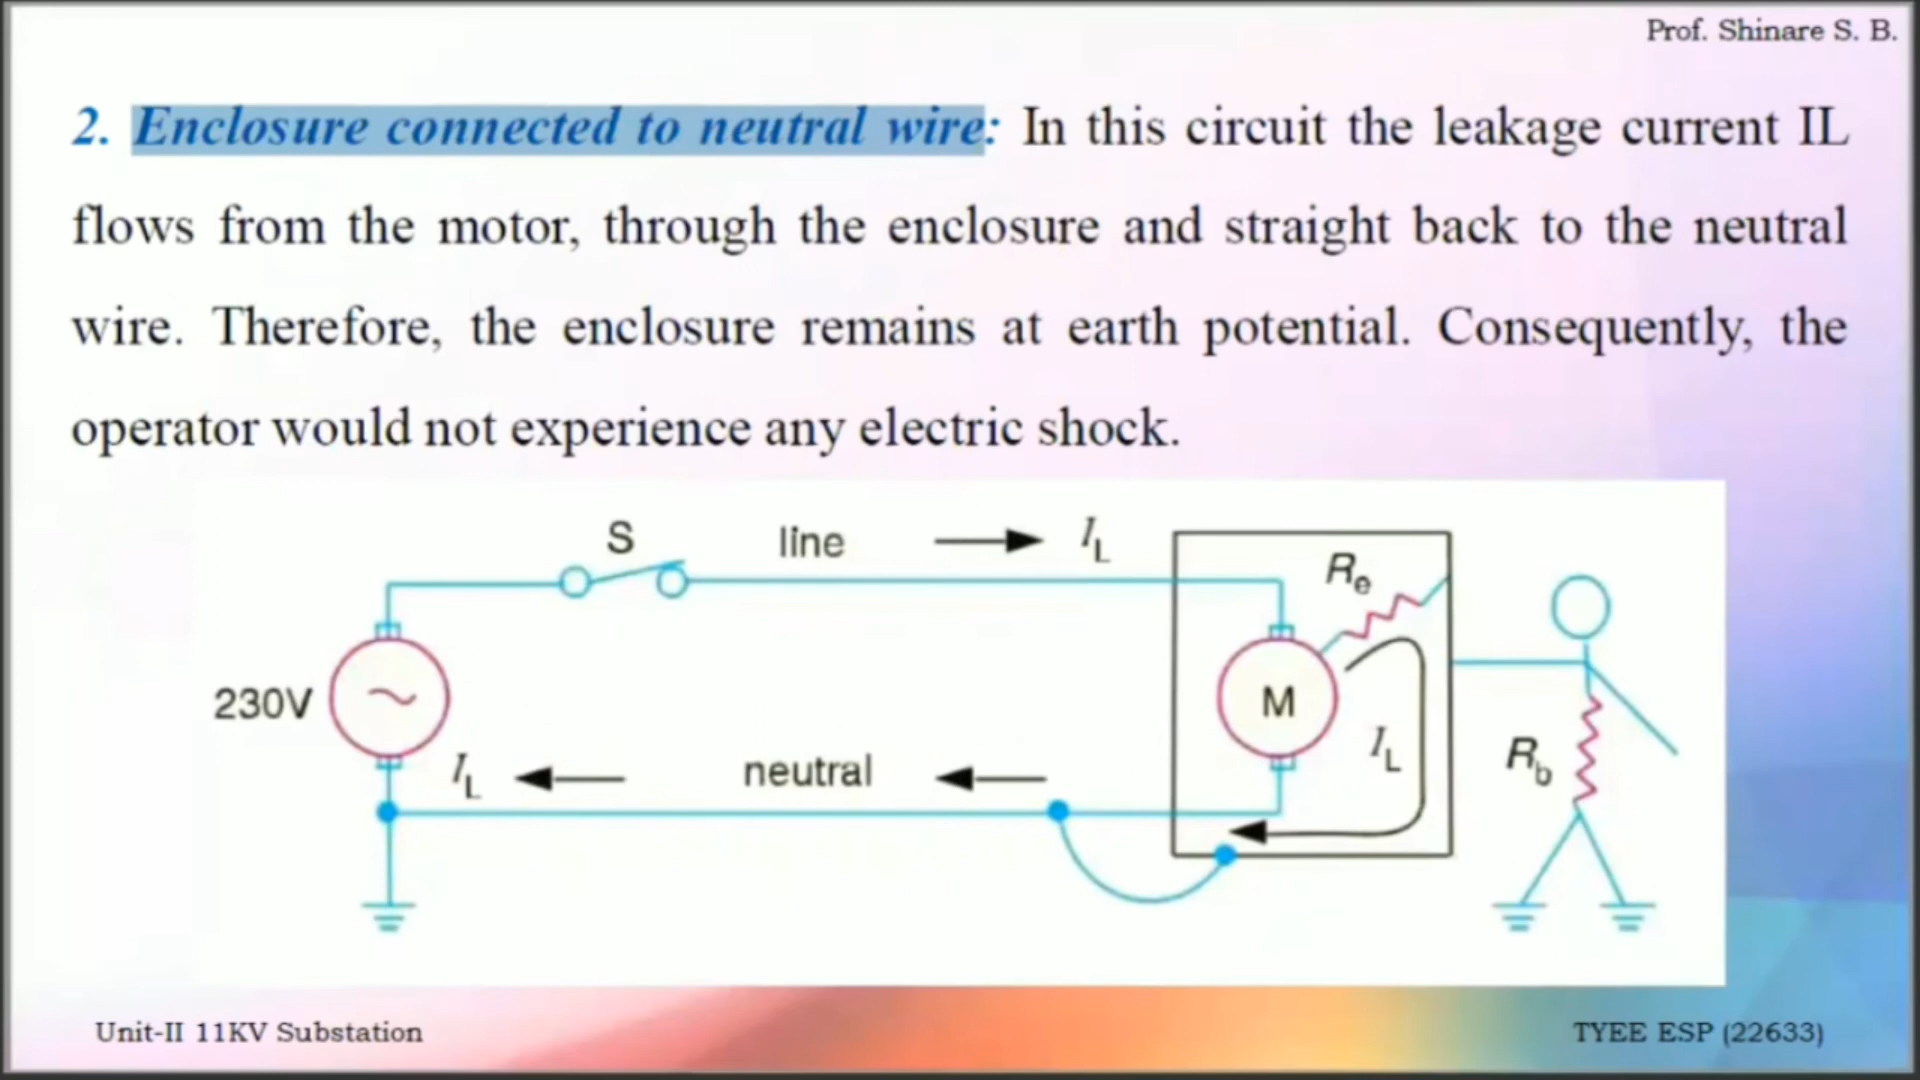 Prof. Shinare S. B.
2. Enclosure connected to neutral wire: In this circuit the leakage current IL
flows from the motor, through the enclosure and straight back to the neutral
wire. Therefore, the enclosure remains at earth potential. Consequently, the
operator would not experience any electric shock.
S line IL
Re
230V
M
IL neutral
IL
Rb
Unit-II 11KV Substation
TYEE ESP (22633)